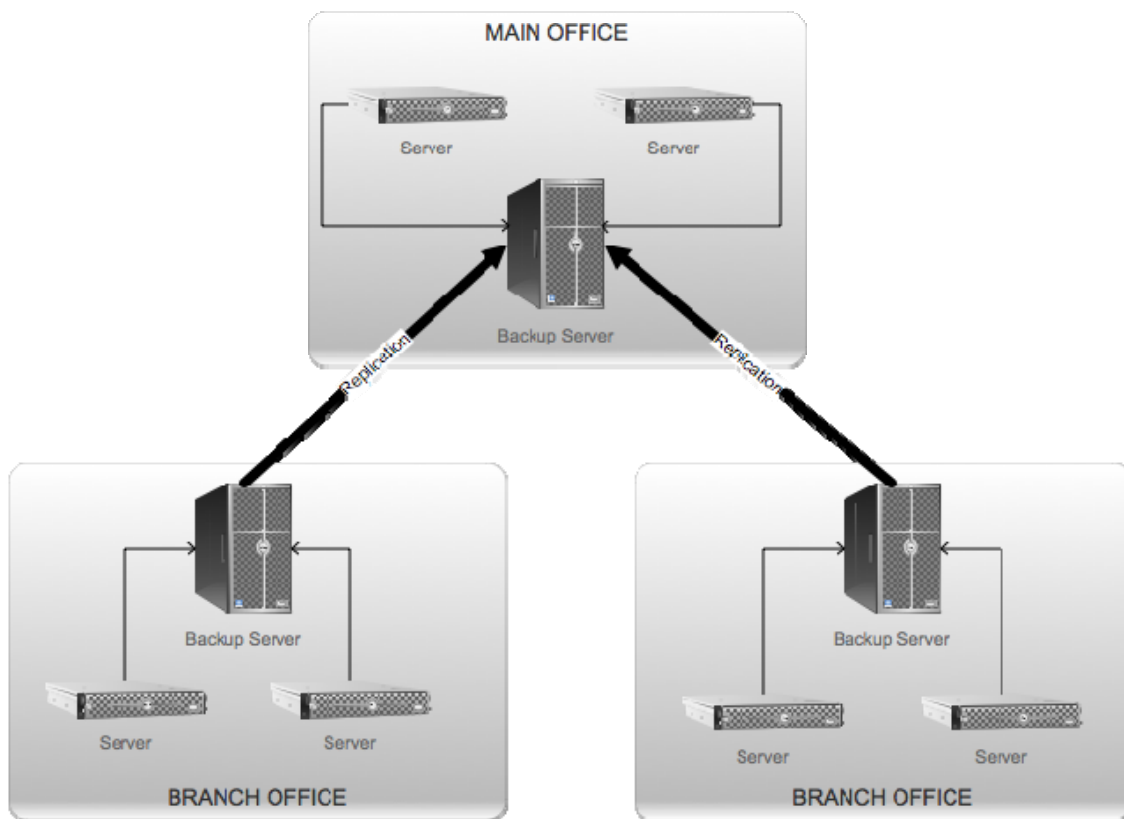 MAIN OFFICE
Server
Server
Backup Server
Replication
Replication
Backup Server
Backup Server
Server
Server
Server
Server
BRANCH OFFICE
BRANCH OFFICE